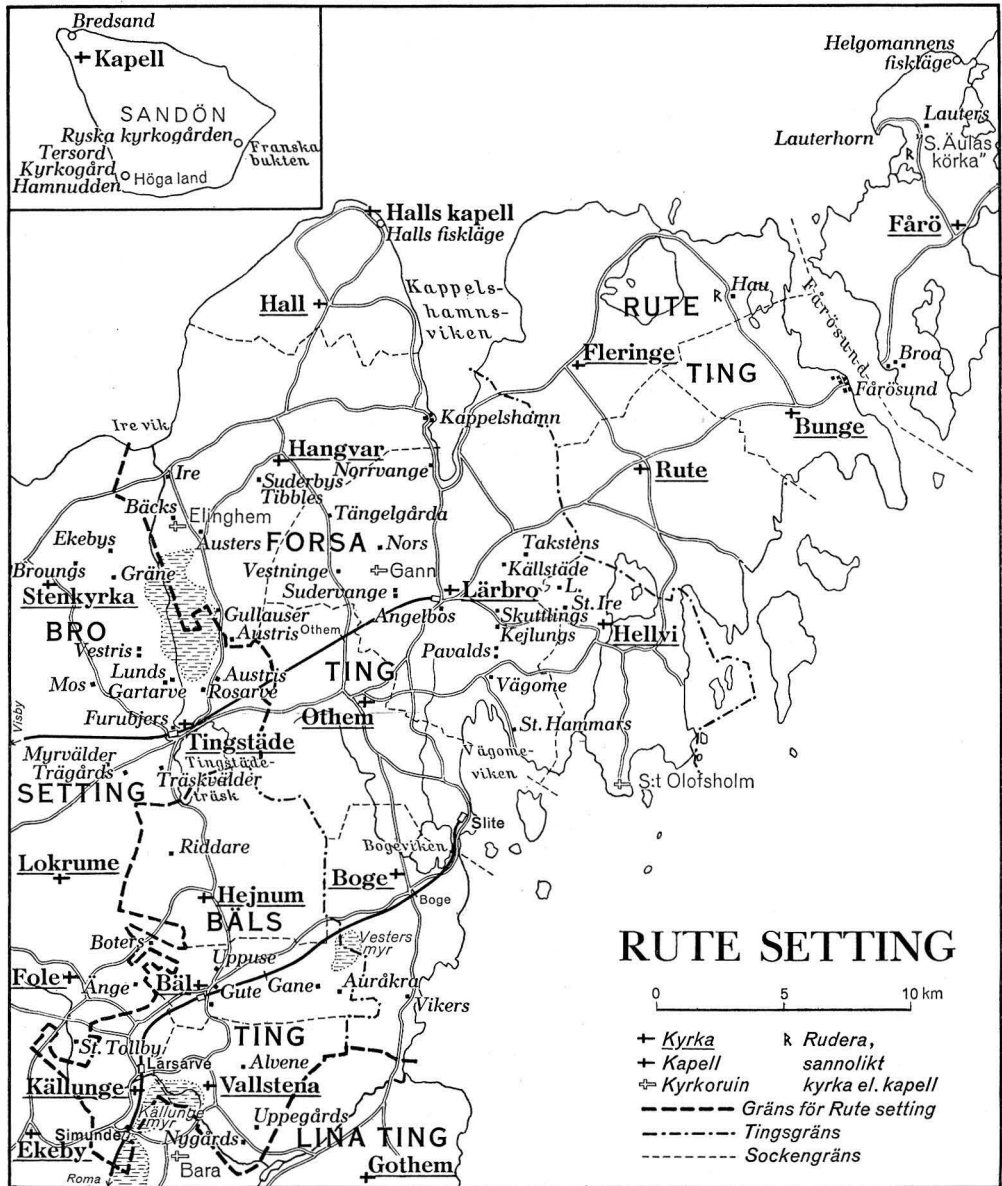 Bredsand
Kapell
SANDÖN
Ryska kyrkogården
Franska
bukten
Tersord
Kyrkogård
Hamnudden
Höga land
Helgomannens
fiskläge
Lauters
Lauterhorn
R
"S. Äulas
körka"
Fårö
Halls kapell
Halls fiskläge
Hall
Kappels-
hamns-
viken
RUTE
R Hau
Fårösund
Fleringe
TING
Broa
Fårösund
Kappelshamn
Bunge
Ire vik
Hangvar
Norrvange
Rute
Ire
Suderbys
Tibbles
Bäcks
Elinghem
Tängelgårda
Ekebys
Austers
FORSA
Nors
Takstens
Broungs
Gräne
Vestninge
Gann
Källstäde
Stenkyrka
Sudervange
Lärbro
L.
St. Ire
Gullauser
Angelbos
Skuttlings
BRO
Austris
Othem
Kejlungs
Hellvi
Vestris
TING
Pavalds
Lunds
Austris
Mos
Gartarve
Rosarve
Vägome
Visby
Furubjers
Othem
St. Hammars
Tingstäde
Myrvälder
Tingstäde-
träsk
Vägome-
viken
Trägårds
Träskvälder
S:t Olofsholm
SETTING
Slite
Riddare
Bogeviken
Lokrume
Boge
Hejnum
Boge
BÄLS
Boters
Vesters
myr
RUTE SETTING
Uppuse
Fole
Änge
Bäl
Gute
Gane
Auråkra
Vikers
0 5 10 km
St. Tollby
TING
Larsarve
Alvene
Källunge
Vallstena
Källunge
myr
Uppegårds
Simunde
Nygårds
LINA TING
Ekeby
Bara
Gothem
Roma
Kyrka
Kapell
Kyrkoruin
R Rudera,
sannolikt
kyrka el. kapell
Gräns för Rute setting
Tingsgräns
Sockengräns